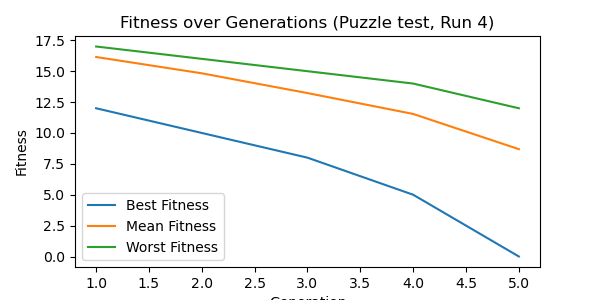 Fitness over Generations (Puzzle test, Run 4)
17.5
15.0
12.5
10.0
7.5
5.0
2.5
0.0
Fitness
Best Fitness
Mean Fitness
Worst Fitness
1.0 1.5 2.0 2.5 3.0 3.5 4.0 4.5 5.0
Generation